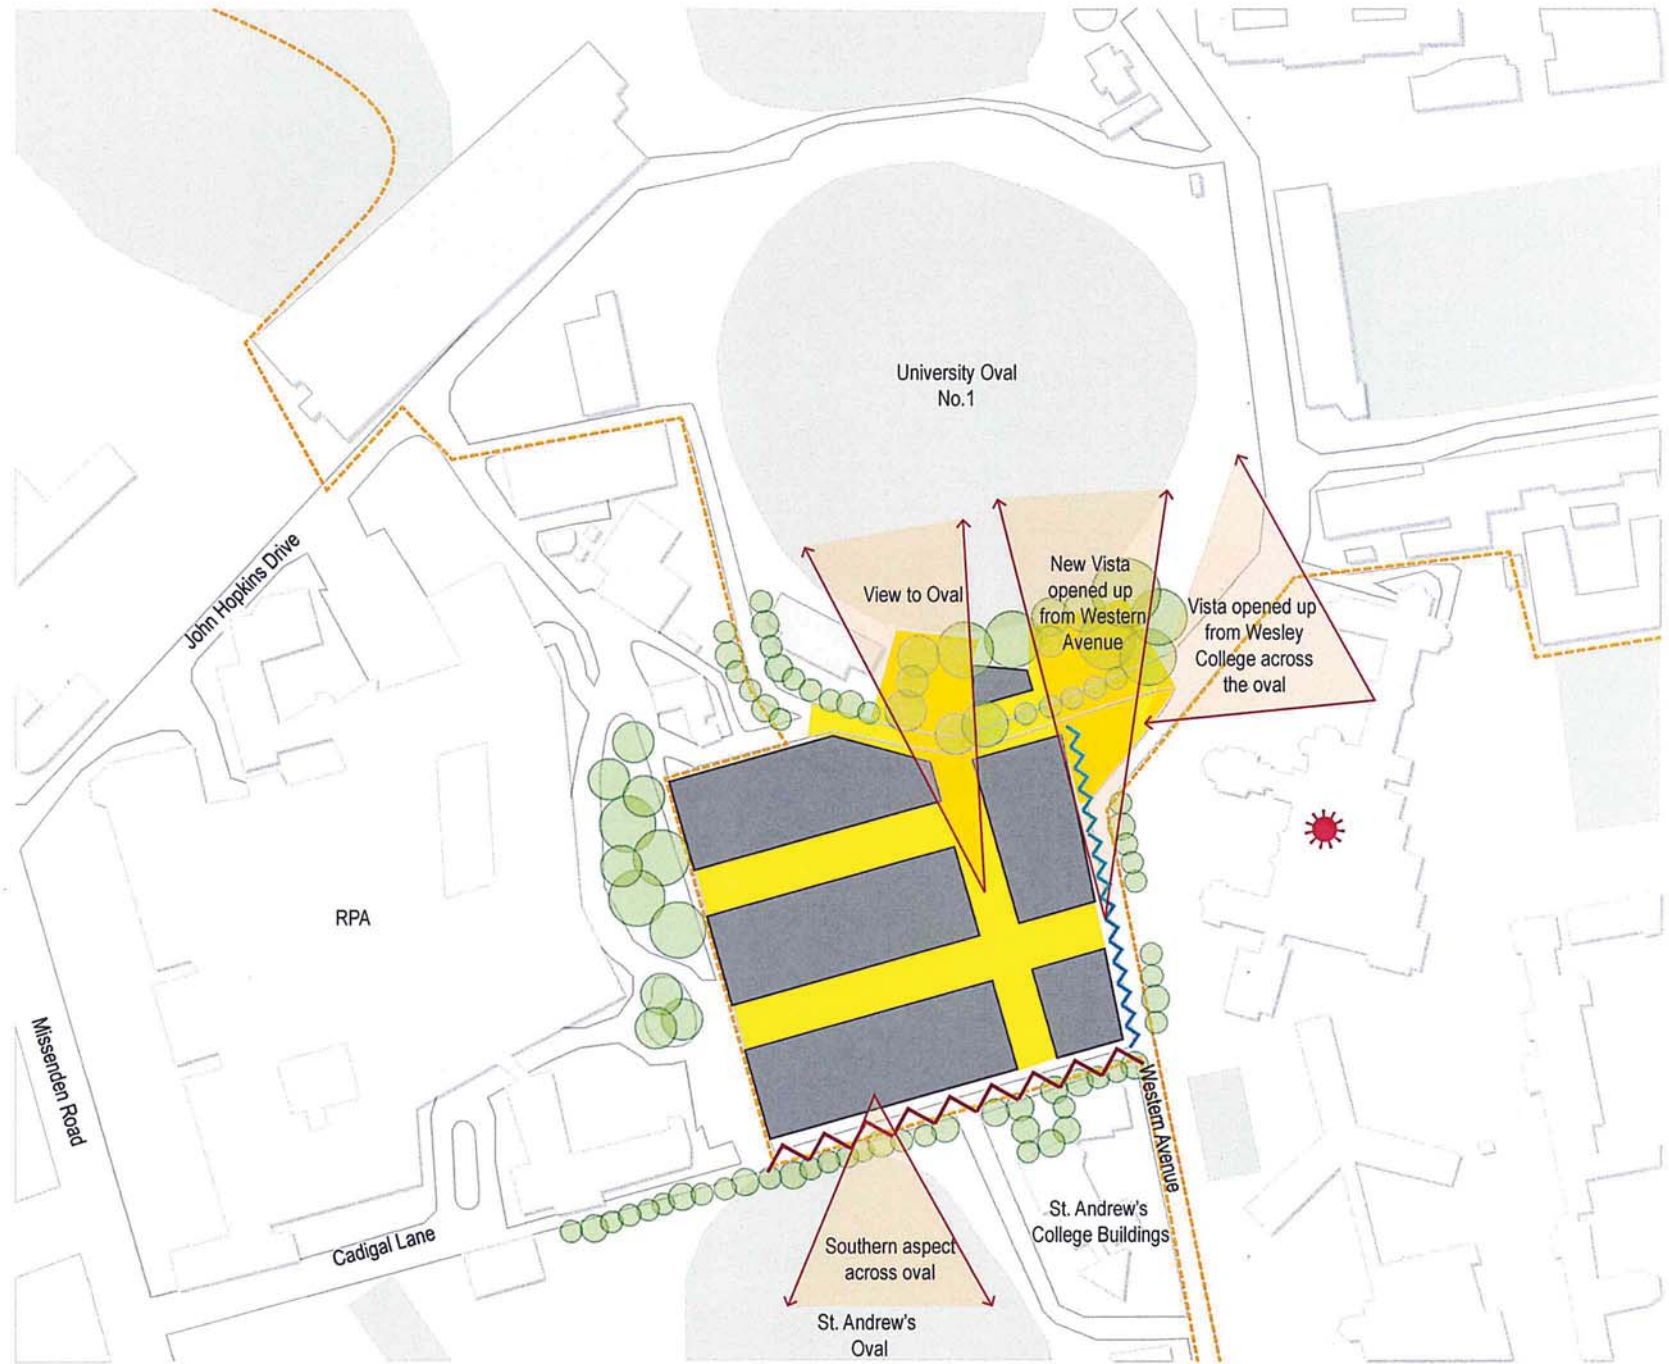 University Oval
No.1
John Hopkins Drive
View to Oval
New Vista
opened up
from Western
Avenue
Vista opened up
from Wesley
College across
the oval
RPA
Missenden Road
Western Avenue
Cadigal Lane
St. Andrew's
College Buildings
Southern aspect
across oval
St. Andrew's
Oval